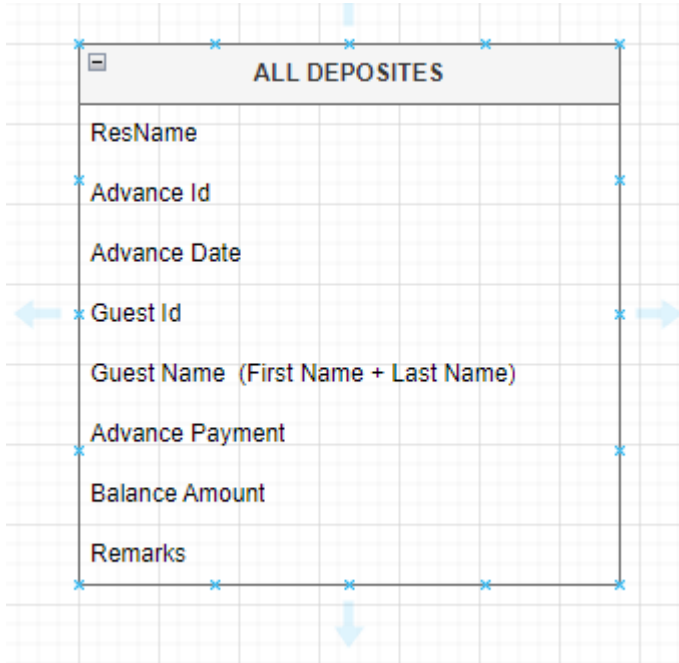 ALL DEPOSITES
ResName
Advance Id
Advance Date
Guest Id
Guest Name  (First Name + Last Name)
Advance Payment
Balance Amount
Remarks